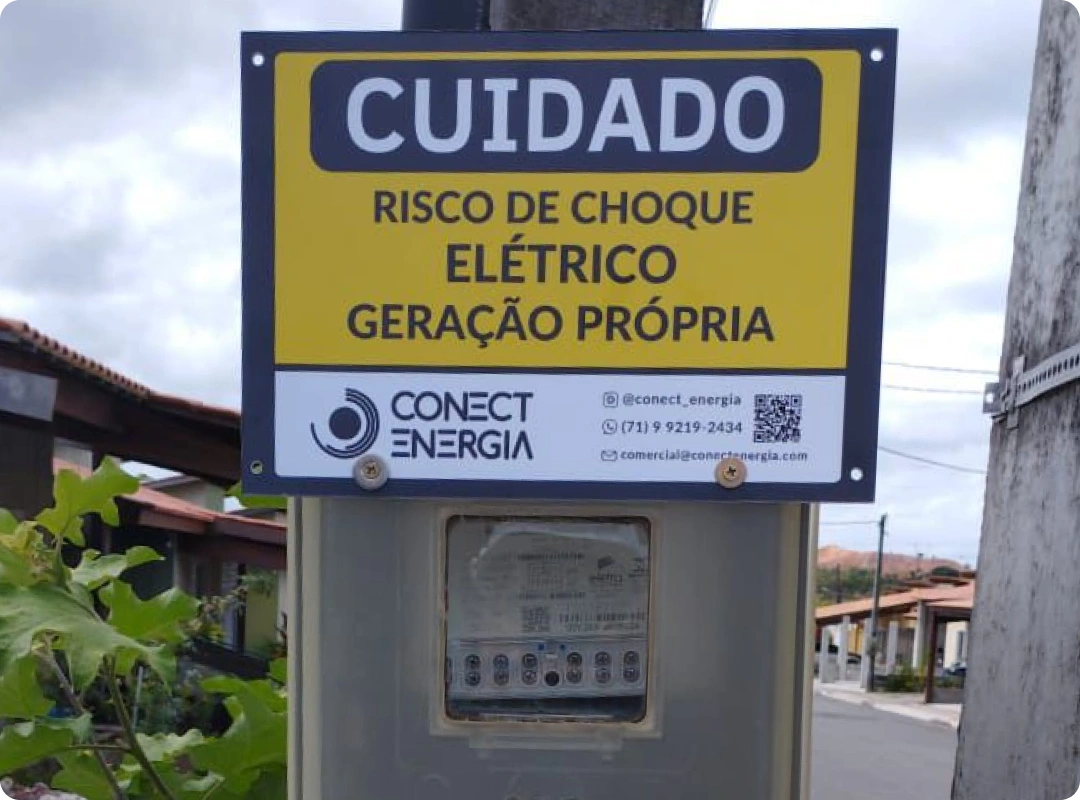 CUIDADO
RISCO DE CHOQUE
ELÉTRICO
GERAÇÃO PRÓPRIA
CONECT
ENERGIA
@conect_energia
(71) 9 9219-2434
comercial@conectenergia.com